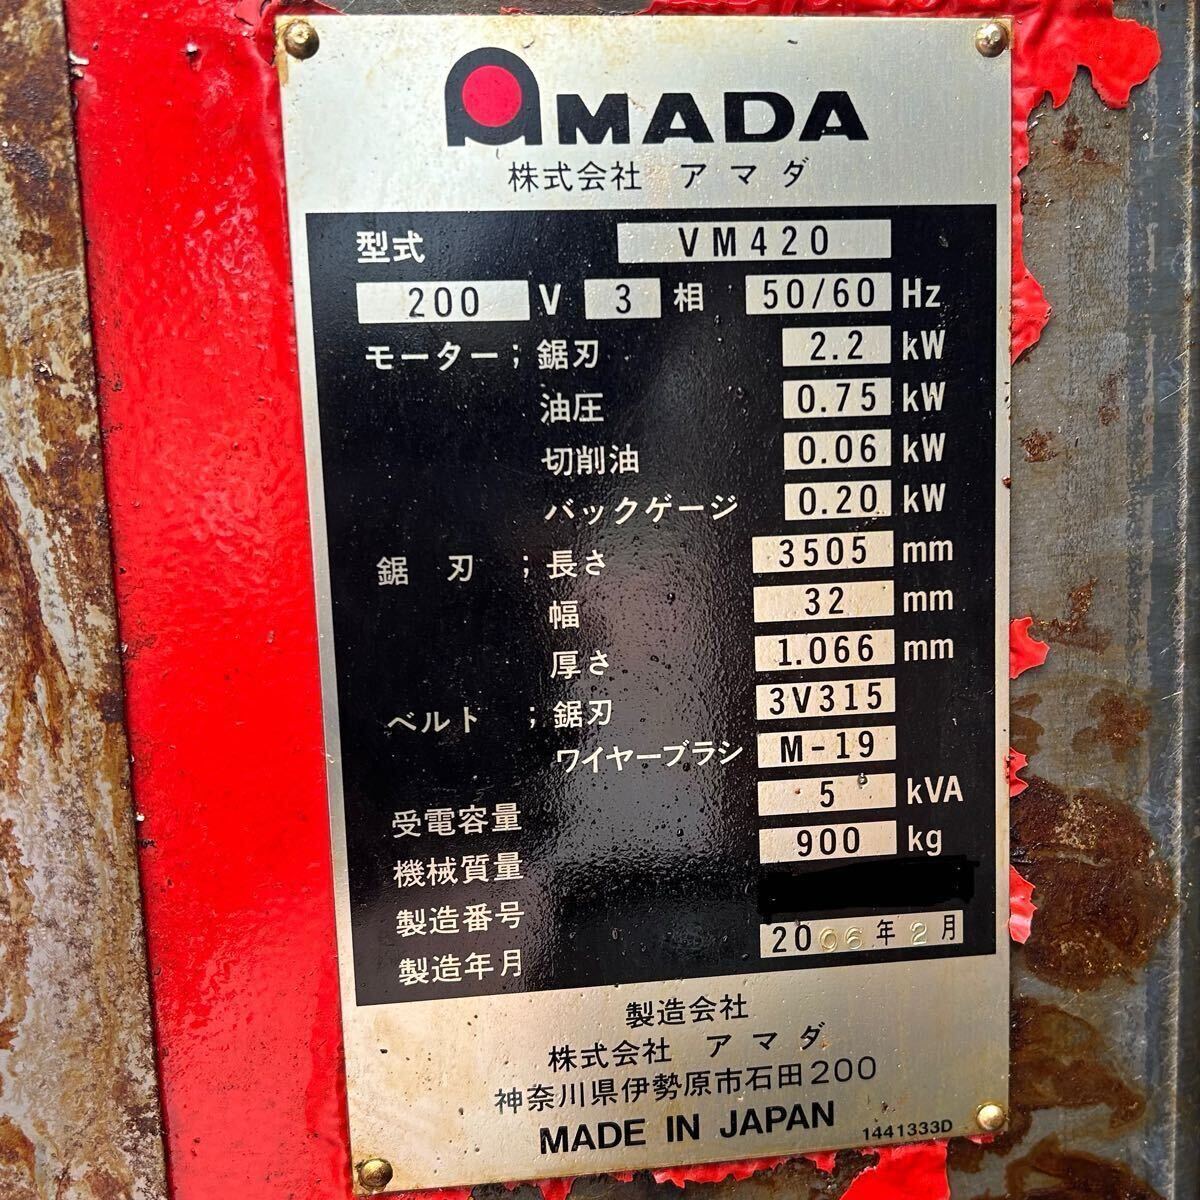 AMADA
株式会社 アマダ
型式 VM420
200 V 3 相 50/60 Hz
モーター ; 鋸刃 2.2 kW
油圧 0.75 kW
切削油 0.06 kW
バックゲージ 0.20 kW
鋸 刃 ; 長さ 3505 mm
幅 32 mm
厚さ 1.066 mm
ベルト ; 鋸刃 3V315
ワイヤーブラシ M-19
受電容量 5 kVA
機械質量 900 kg
製造番号
製造年月 2006年2月
製造会社
株式会社 アマダ
神奈川県伊勢原市石田200
MADE IN JAPAN 1441333D